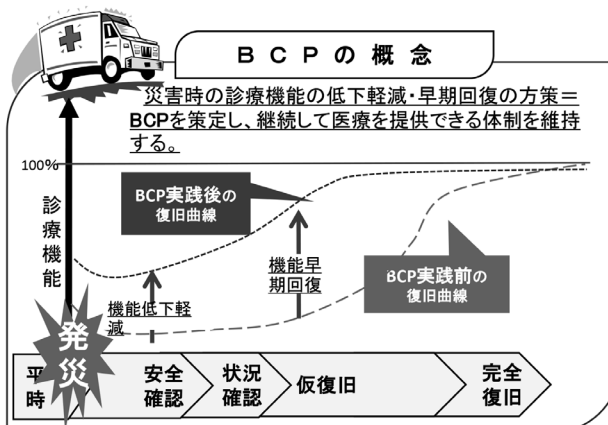 BCPの概念
災害時の診療機能の低下軽減・早期回復の方策＝
BCPを策定し、継続して医療を提供できる体制を維持
する。
100%
診療機能
BCP実践後の
復旧曲線
機能早
期回復
BCP実践前の
復旧曲線
機能低下軽
減
発災
平
時
安全
確認
状況
確認
仮復旧
完全
復旧